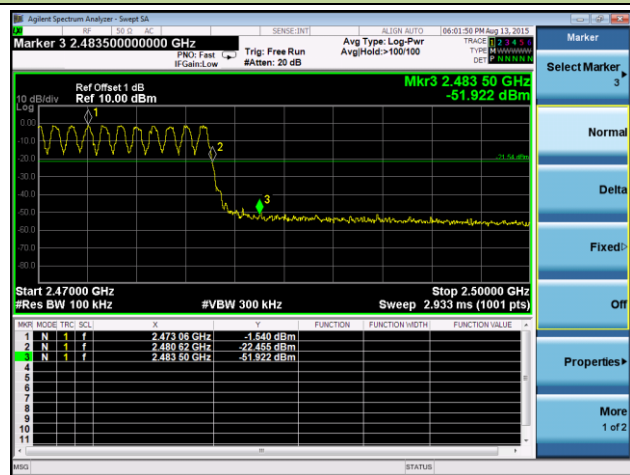 Agilent Spectrum Analyzer - Swept SA
RF 50 Ω AC SENSE:INT ALIGN AUTO 06:01:50 PM Aug 13, 2015
Marker 3 2.483500000000 GHz
PNO: Fast
IFGain:Low
Trig: Free Run
#Atten: 20 dB
Avg Type: Log-Pwr
Avg|Hold:>100/100
TRACE 1 2 3 4 5 6
TYPE M W W W W W
DET P N N N N N
Ref Offset 1 dB
10 dB/div Ref 10.00 dBm
Log
Mkr3 2.483 50 GHz
-51.922 dBm
0.00
-10.0
-20.0
-30.0
-40.0
-50.0
-60.0
-70.0
-80.0
1
2
3
-21.54 dBm
Start 2.47000 GHz Stop 2.50000 GHz
#Res BW 100 kHz #VBW 300 kHz Sweep 2.933 ms (1001 pts)
MKR MODE TRC SCL X Y FUNCTION FUNCTION WIDTH FUNCTION VALUE
1 N 1 f 2.473 06 GHz -1.540 dBm
2 N 1 f 2.480 62 GHz -22.455 dBm
3 N 1 f 2.483 50 GHz -51.922 dBm
4
5
6
7
8
9
10
11
MSG STATUS
Marker
Select Marker
3
Normal
Delta
Fixed
Off
Properties
More
1 of 2